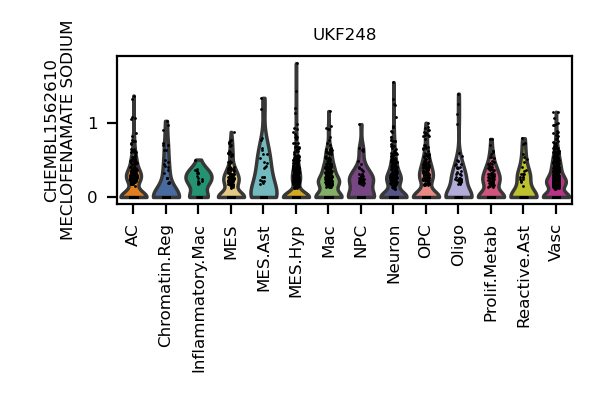 UKF248
CHEMBL1562610
MECLOFENAMATE SODIUM
1
0
AC
Chromatin.Reg
Inflammatory.Mac
MES
MES.Ast
MES.Hyp
Mac
NPC
Neuron
OPC
Oligo
Prolif.Metab
Reactive.Ast
Vasc